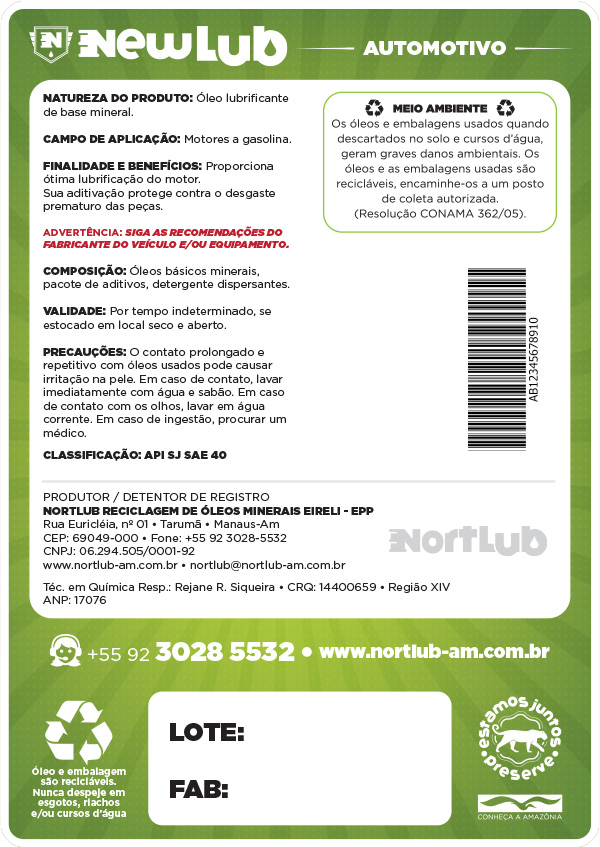 N NewLub
AUTOMOTIVO
NATUREZA DO PRODUTO: Óleo lubrificante
de base mineral.
CAMPO DE APLICAÇÃO: Motores a gasolina.
FINALIDADE E BENEFÍCIOS: Proporciona
ótima lubrificação do motor.
Sua aditivação protege contra o desgaste
prematuro das peças.
ADVERTÊNCIA: SIGA AS RECOMENDAÇÕES DO
FABRICANTE DO VEÍCULO E/OU EQUIPAMENTO.
COMPOSIÇÃO: Óleos básicos minerais,
pacote de aditivos, detergente dispersantes.
VALIDADE: Por tempo indeterminado, se
estocado em local seco e aberto.
PRECAUÇÕES: O contato prolongado e
repetitivo com óleos usados pode causar
irritação na pele. Em caso de contato, lavar
imediatamente com água e sabão. Em caso
de contato com os olhos, lavar em água
corrente. Em caso de ingestão, procurar um
médico.
CLASSIFICAÇÃO: API SJ SAE 40
MEIO AMBIENTE
Os óleos e embalagens usados quando
descartados no solo e cursos d'água,
geram graves danos ambientais. Os
óleos e as embalagens usadas são
recicláveis, encaminhe-os a um posto
de coleta autorizada.
(Resolução CONAMA 362/05).
AB12345678910
PRODUTOR / DETENTOR DE REGISTRO
NORTLUB RECICLAGEM DE ÓLEOS MINERAIS EIRELI - EPP
Rua Euricléia, nº 01 • Tarumã • Manaus-Am
CEP: 69049-000 • Fone: +55 92 3028-5532
CNPJ: 06.294.505/0001-92
www.nortlub-am.com.br • nortlub@nortlub-am.com.br
NortLub
Téc. em Química Resp.: Rejane R. Siqueira • CRQ: 14400659 • Região XIV
ANP: 17076
+55 92 3028 5532 • www.nortlub-am.com.br
Óleo e embalagem
são recicláveis.
Nunca despeje em
esgotos, riachos
e/ou cursos d'água
LOTE:
FAB:
estamos juntos
• preserve •
CONHEÇA A AMAZÔNIA